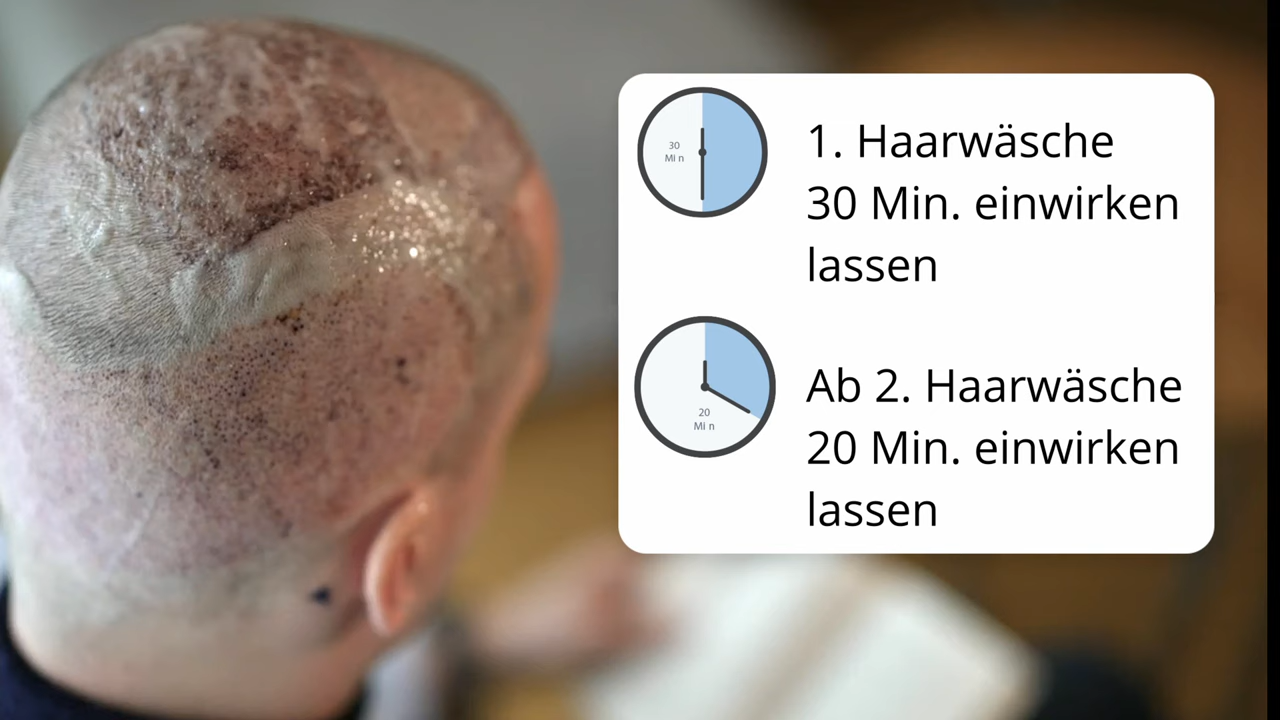 30
Mi n
1. Haarwäsche
30 Min. einwirken
lassen
20
Mi n
Ab 2. Haarwäsche
20 Min. einwirken
lassen